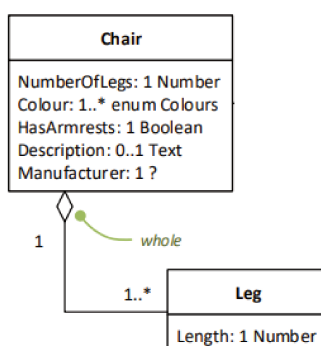 Chair
NumberOfLegs: 1 Number
Colour: 1..* enum Colours
HasArmrests: 1 Boolean
Description: 0..1 Text
Manufacturer: 1 ?
1
whole
1..*
Leg
Length: 1 Number